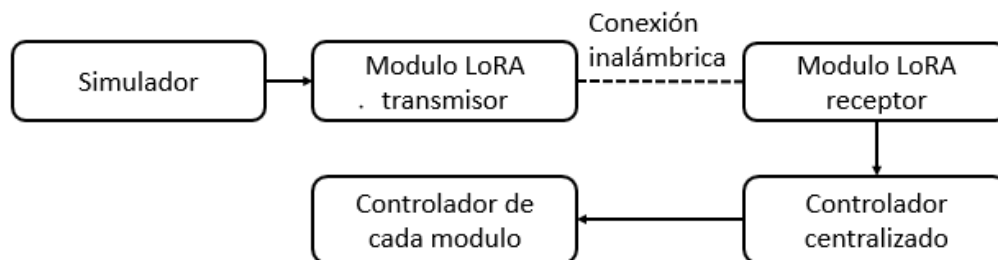 Simulador
Modulo LoRA
. transmisor
Conexión
inalámbrica
Modulo LoRA
receptor
Controlador de
cada modulo
Controlador
centralizado